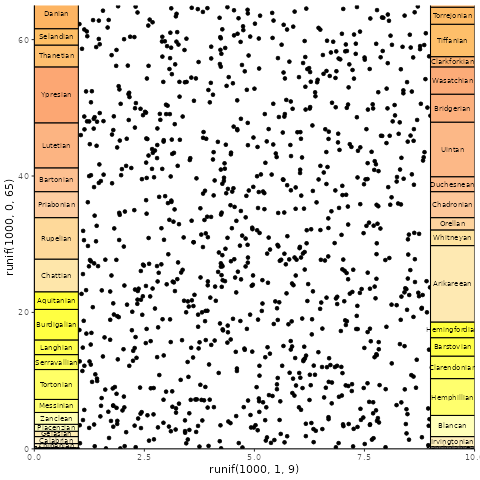 Danian
Selandian
Thanetian
Ypresian
Lutetian
Bartonian
Priabonian
Rupelian
Chattian
Aquitanian
Burdigalian
Langhian
Serravallian
Tortonian
Messinian
Zanclean
Piacenzian
Gelasian
Calabrian
Torrejonian
Tiffanian
Clarkforkian
Wasatchian
Bridgerian
Uintan
Duchesnean
Chadronian
Orellan
Whitneyan
Arikareean
Hemingfordian
Barstovian
Clarendonian
Hemphillian
Blancan
Irvingtonian
60
40
20
0
runif(1000, 0, 65)
0.0
2.5
5.0
7.5
10.0
runif(1000, 1, 9)